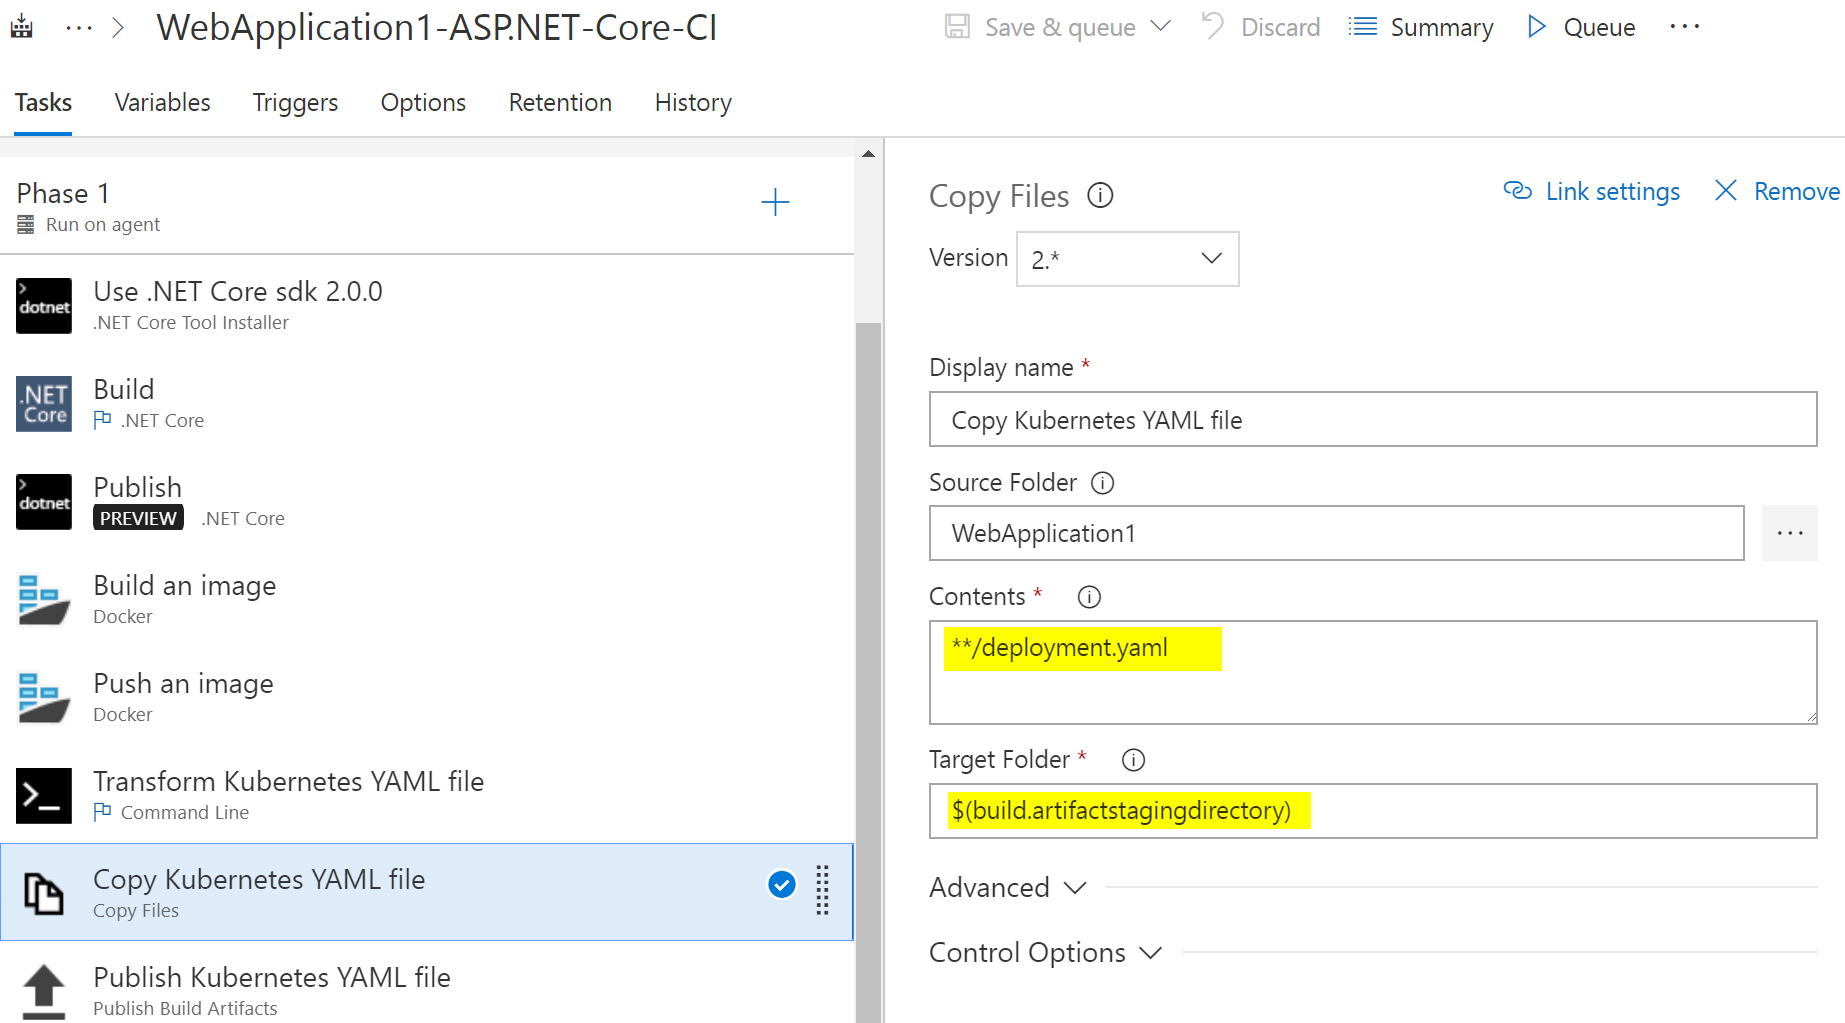 WebApplication1-ASP.NET-Core-CI
Save & queue
Discard
Summary
Queue
Tasks
Variables
Triggers
Options
Retention
History
Phase 1
Run on agent
>
dotnet
Use .NET Core sdk 2.0.0
.NET Core Tool Installer
.NET
Core
Build
.NET Core
>
dotnet
Publish
PREVIEW .NET Core
Build an image
Docker
Push an image
Docker
Transform Kubernetes YAML file
Command Line
Copy Kubernetes YAML file
Copy Files
Publish Kubernetes YAML file
Publish Build Artifacts
Copy Files
Link settings
Remove
Version 2.*
Display name *
Copy Kubernetes YAML file
Source Folder
WebApplication1
...
Contents *
**/deployment.yaml
Target Folder *
$(build.artifactstagingdirectory)
Advanced
Control Options